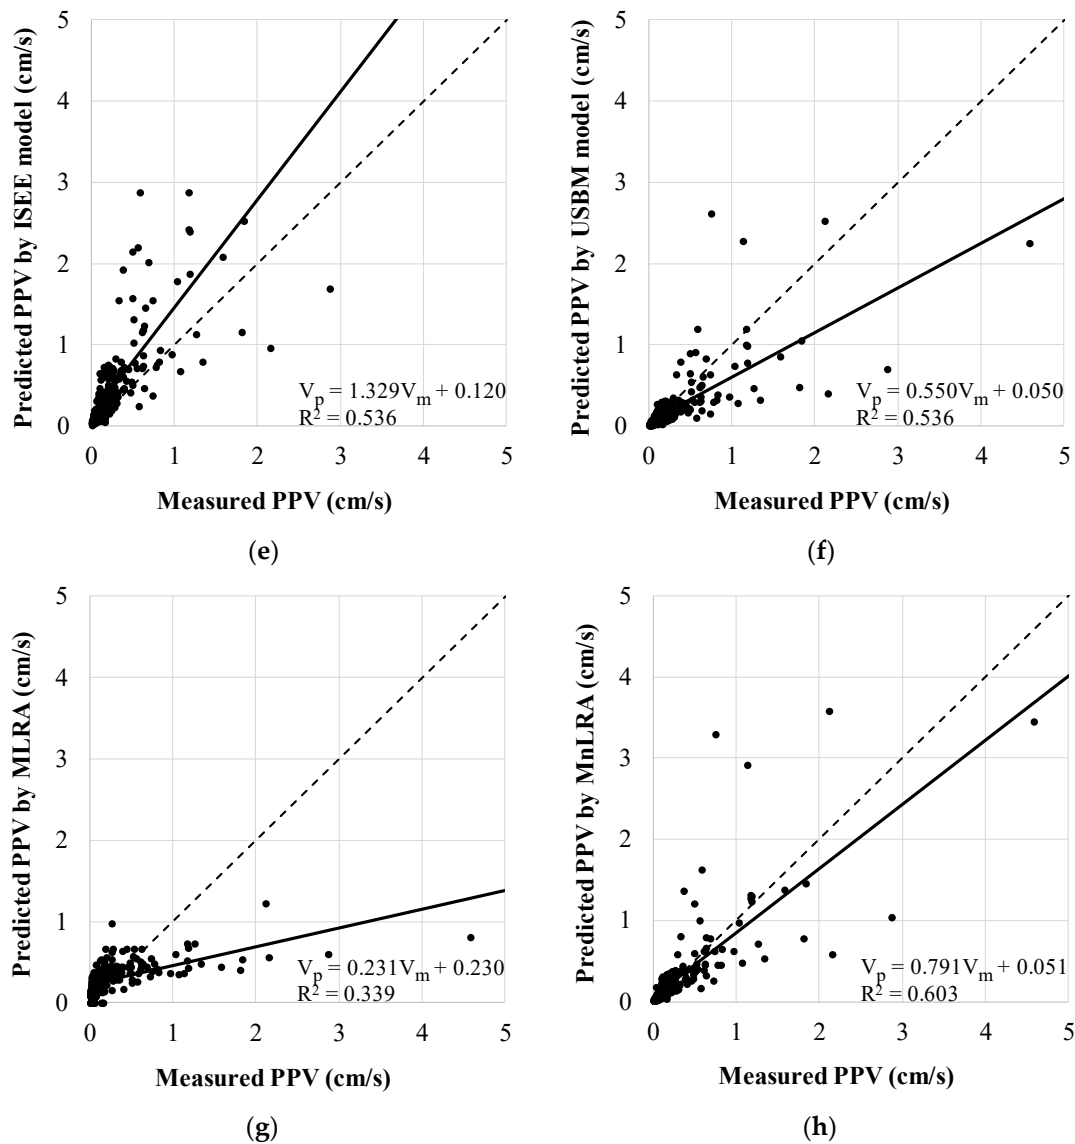 Predicted PPV by ISEE model (cm/s)
5
4
3
2
1
0
V_p = 1.329V_m + 0.120
R² = 0.536
0 1 2 3 4 5
Measured PPV (cm/s)
(e)
Predicted PPV by USBM model (cm/s)
5
4
3
2
1
0
V_p = 0.550V_m + 0.050
R² = 0.536
0 1 2 3 4 5
Measured PPV (cm/s)
(f)
Predicted PPV by MLRA (cm/s)
5
4
3
2
1
0
V_p = 0.231V_m + 0.230
R² = 0.339
0 1 2 3 4 5
Measured PPV (cm/s)
(g)
Predicted PPV by MnLRA (cm/s)
5
4
3
2
1
0
V_p = 0.791V_m + 0.051
R² = 0.603
0 1 2 3 4 5
Measured PPV (cm/s)
(h)